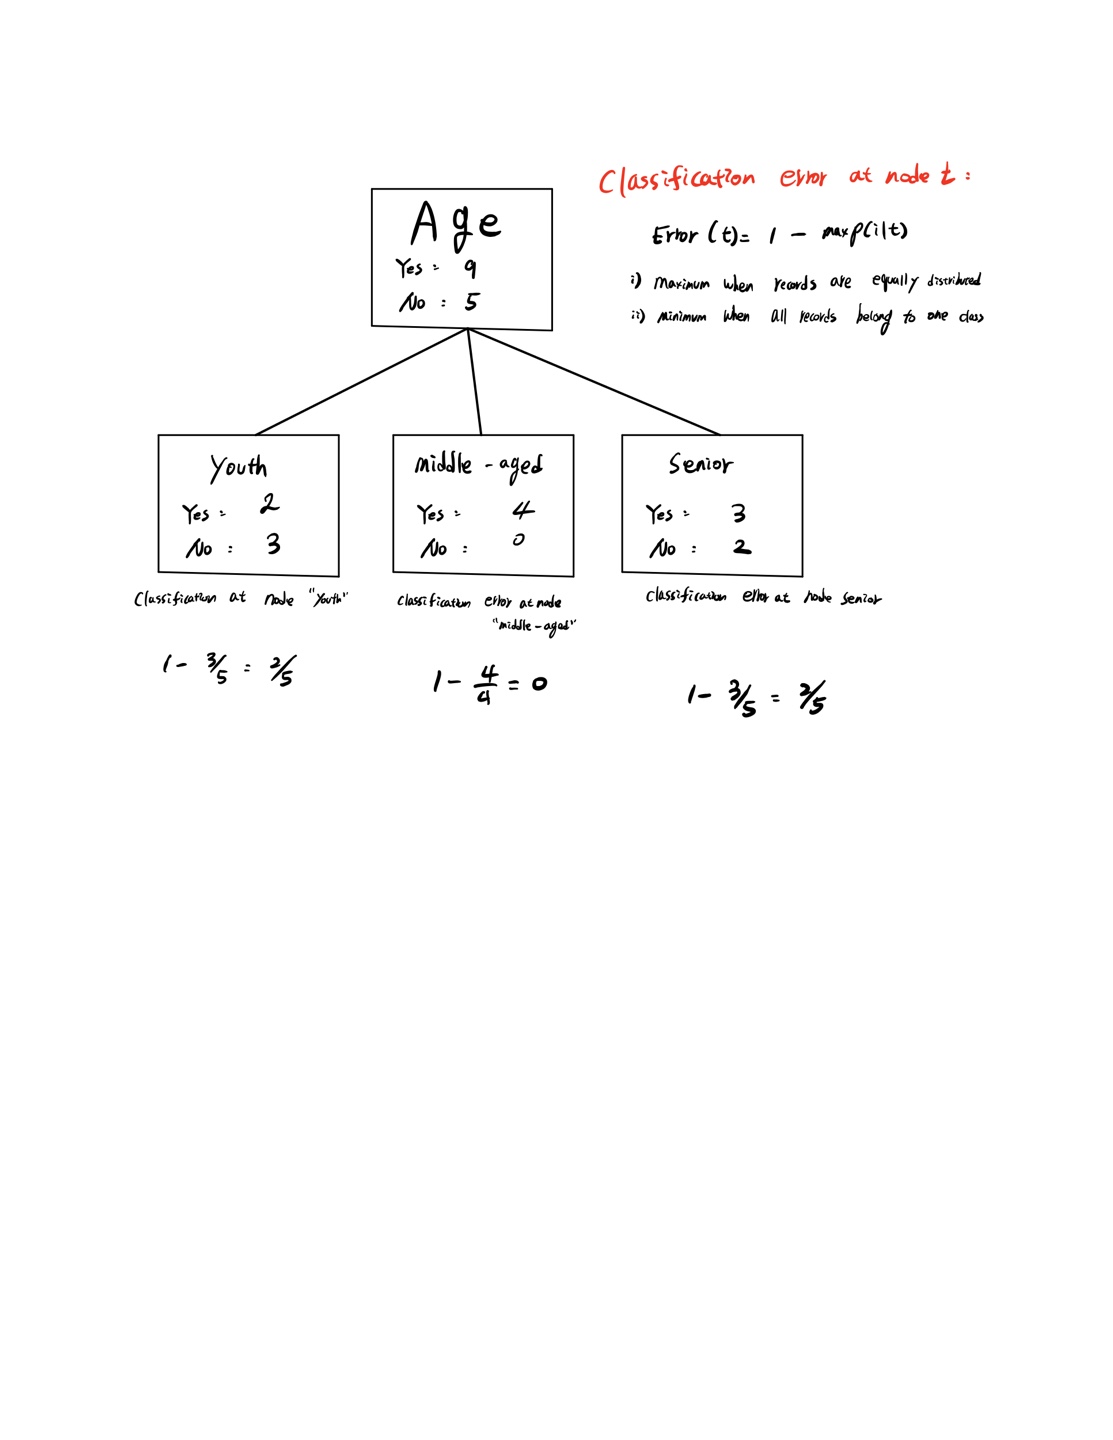 Classification error at node t :
Error (t) = 1 - max P(i|t)
i) Maximum when records are equally distributed
ii) minimum when all records belong to one class
Age
Yes : 9
No : 5
Youth
Yes : 2
No : 3
middle-aged
Yes : 4
No : 0
Senior
Yes : 3
No : 2
Classification at node "Youth"
1 - 3/5 = 2/5
Classification error at node
"middle-aged"
1 - 4/4 = 0
Classification error at node Senior
1 - 3/5 = 2/5